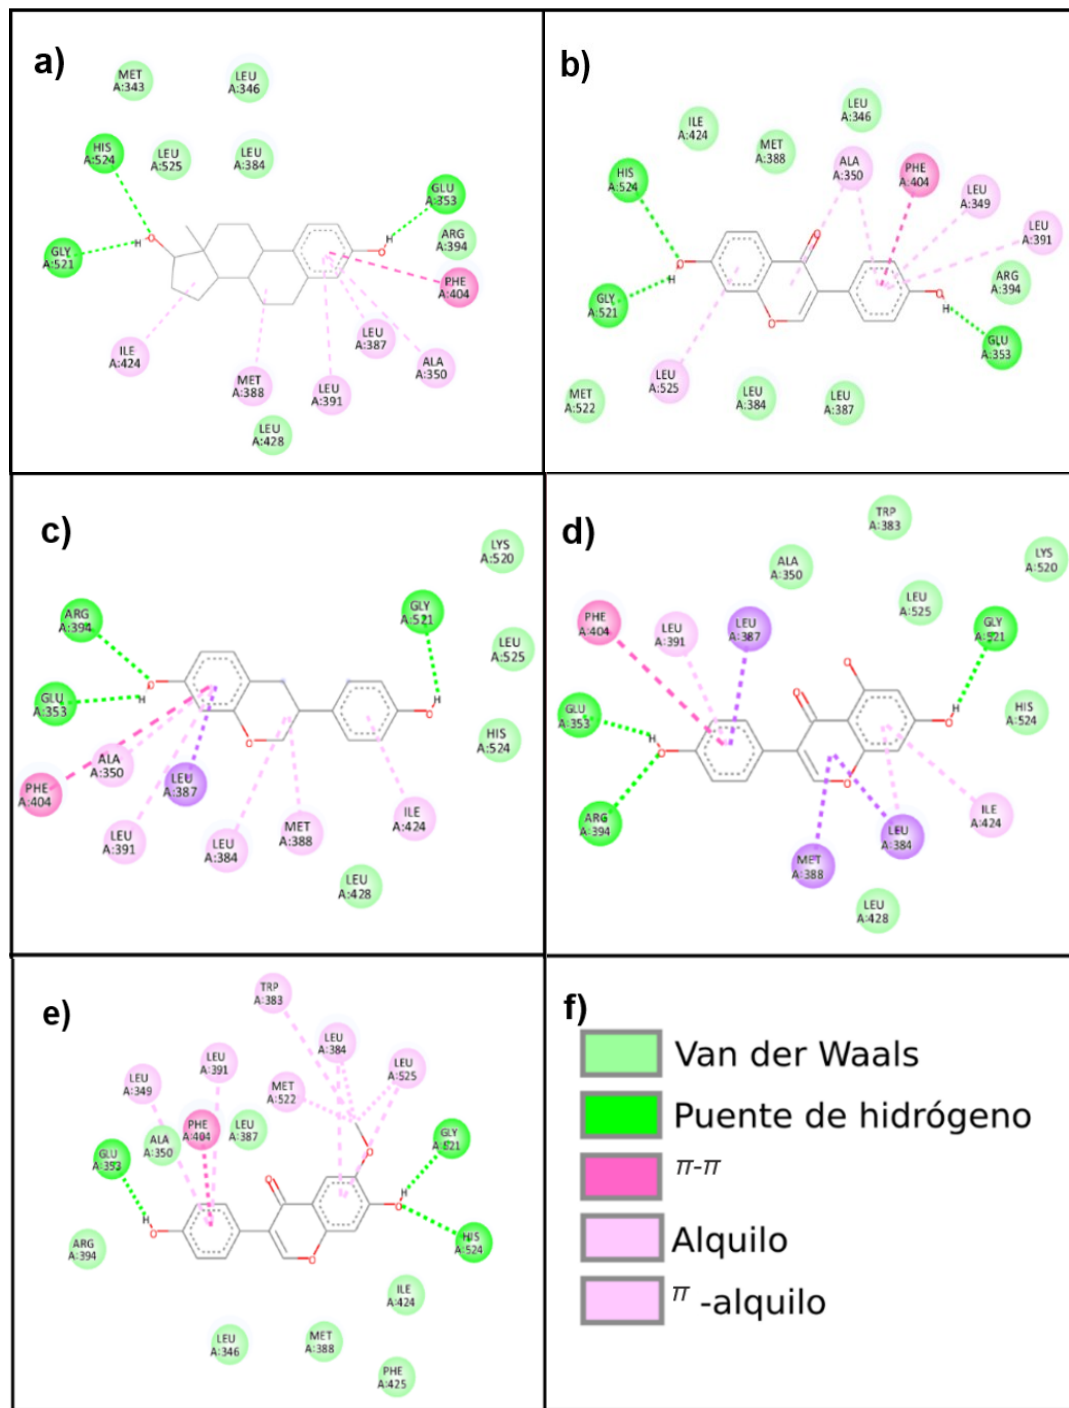 a)
MET
A:343
LEU
A:346
HIS
A:524
LEU
A:525
LEU
A:384
GLU
A:353
H
O
GLY
A:521
H
O
ARG
A:394
PHE
A:404
ILE
A:424
MET
A:388
LEU
A:391
LEU
A:387
ALA
A:350
LEU
A:428
b)
ILE
A:424
MET
A:388
LEU
A:346
ALA
A:350
PHE
A:404
LEU
A:349
LEU
A:391
HIS
A:524
O
O
H
GLY
A:521
ARG
A:394
OH
H
O
GLU
A:353
MET
A:522
LEU
A:525
LEU
A:384
LEU
A:387
c)
LYS
A:520
ARG
A:394
GLY
A:521
LEU
A:525
GLU
A:353
O
H
H
OH
O
HIS
A:524
PHE
A:404
ALA
A:350
LEU
A:387
LEU
A:391
LEU
A:384
MET
A:388
ILE
A:424
LEU
A:428
d)
TRP
A:383
ALA
A:350
LYS
A:520
LEU
A:525
PHE
A:404
LEU
A:391
LEU
A:387
GLY
A:521
O
O
GLU
A:353
H
O
H
OH
HIS
A:524
O
ARG
A:394
MET
A:388
LEU
A:384
ILE
A:424
LEU
A:428
e)
TRP
A:383
LEU
A:349
LEU
A:391
LEU
A:384
LEU
A:525
MET
A:522
PHE
A:404
ALA
A:350
LEU
A:387
GLU
A:353
GLY
A:521
O
O
H
OH
H
O
O
HIS
A:524
ARG
A:394
ILE
A:424
LEU
A:346
MET
A:388
PHE
A:425
f)
Van der Waals
Puente de hidrógeno
π-π
Alquilo
π -alquilo